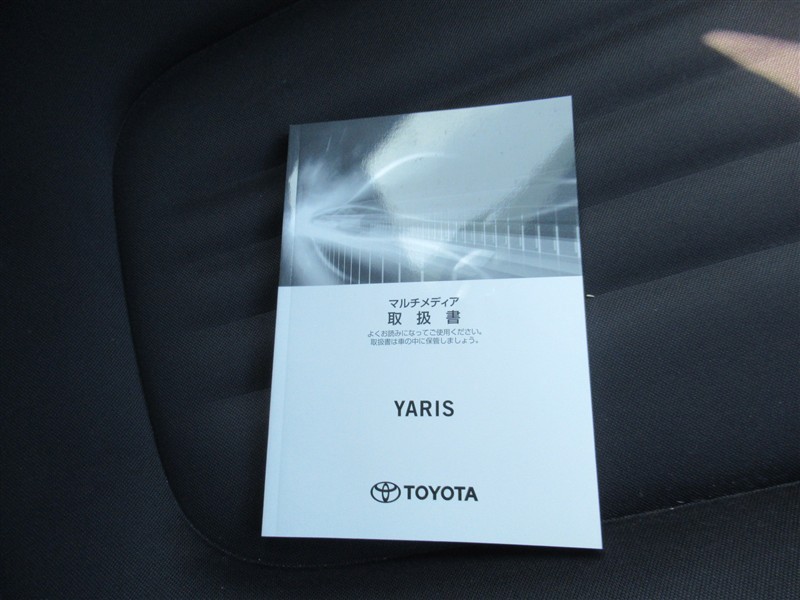 マルチメディア
取扱書
よくお読みになってご使用ください。
取扱書は車の中に保管しましょう。
YARIS
TOYOTA